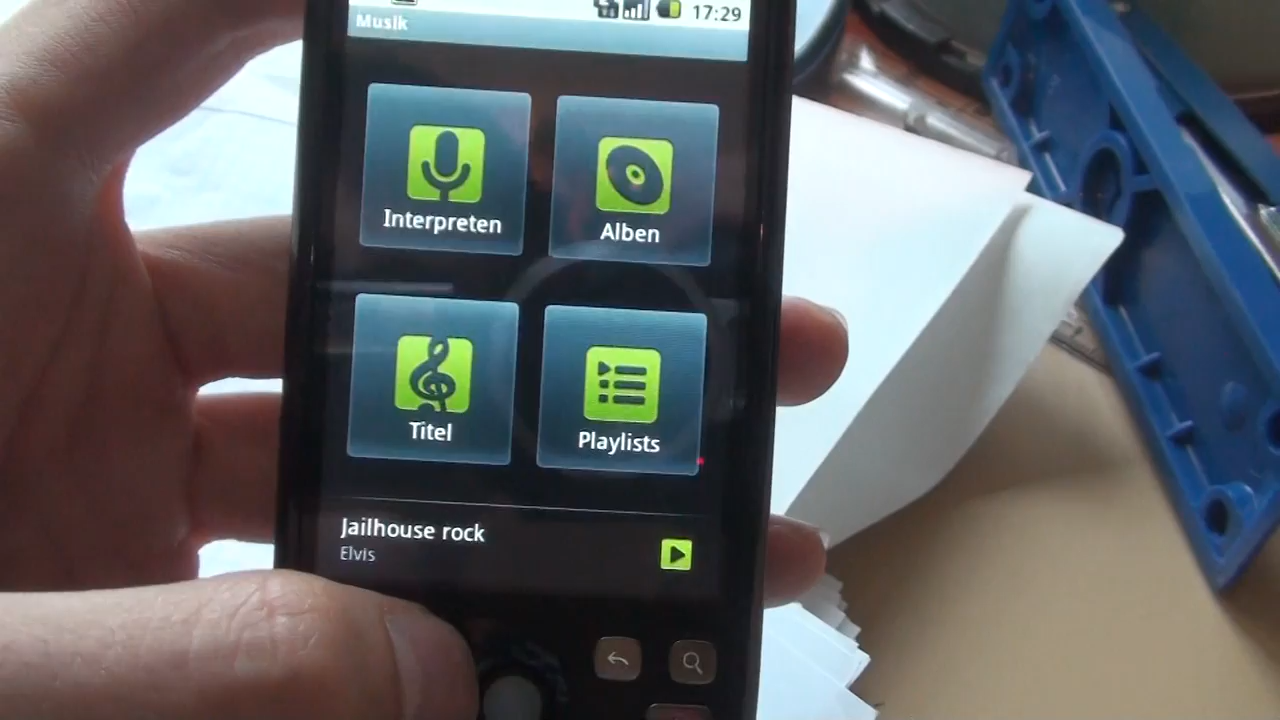 17:29
Musik
Interpreten
Alben
Titel
Playlists
Jailhouse rock
Elvis